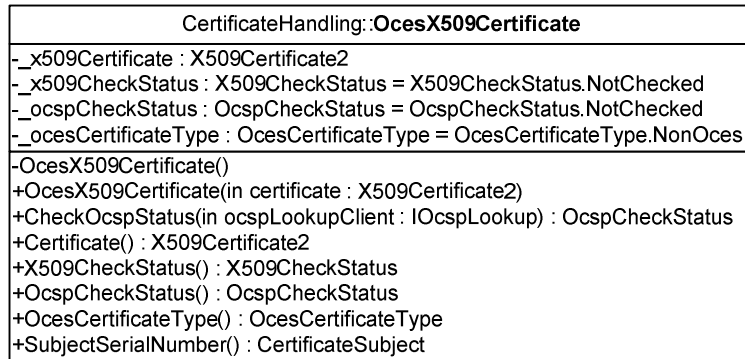 CertificateHandling::OcesX509Certificate
-_x509Certificate : X509Certificate2
-_x509CheckStatus : X509CheckStatus = X509CheckStatus.NotChecked
-_ocspCheckStatus : OcspCheckStatus = OcspCheckStatus.NotChecked
-_ocesCertificateType : OcesCertificateType = OcesCertificateType.NonOces
-OcesX509Certificate()
+OcesX509Certificate(in certificate : X509Certificate2)
+CheckOcspStatus(in ocspLookupClient : IOcspLookup) : OcspCheckStatus
+Certificate() : X509Certificate2
+X509CheckStatus() : X509CheckStatus
+OcspCheckStatus() : OcspCheckStatus
+OcesCertificateType() : OcesCertificateType
+SubjectSerialNumber() : CertificateSubject